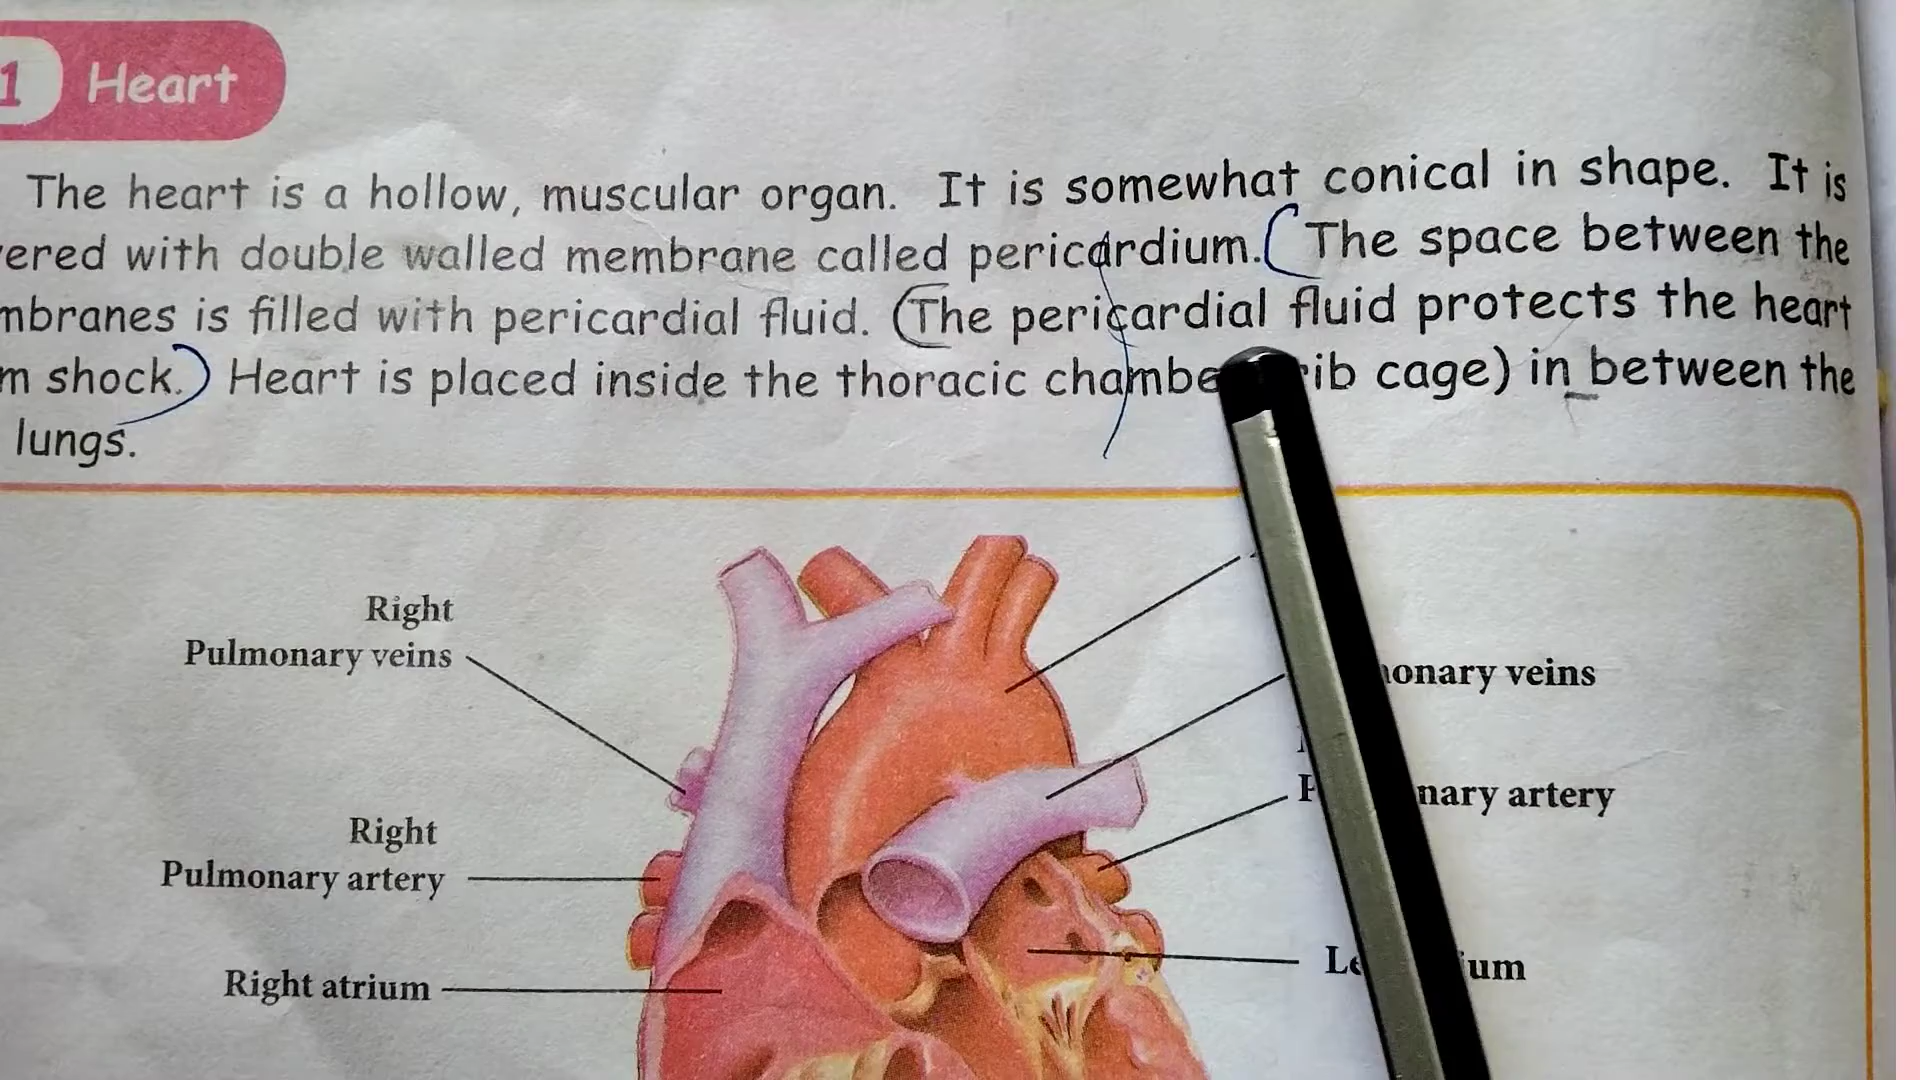 1 Heart
The heart is a hollow, muscular organ. It is somewhat conical in shape. It is
ered with double walled membrane called pericardium. (The space between the
mbranes is filled with pericardial fluid. (The pericardial fluid protects the heart
m shock.) Heart is placed inside the thoracic chambe ib cage) in between the
lungs.
Right
Pulmonary veins
onary veins
Right
Pulmonary artery
nary artery
Right atrium
Le ium